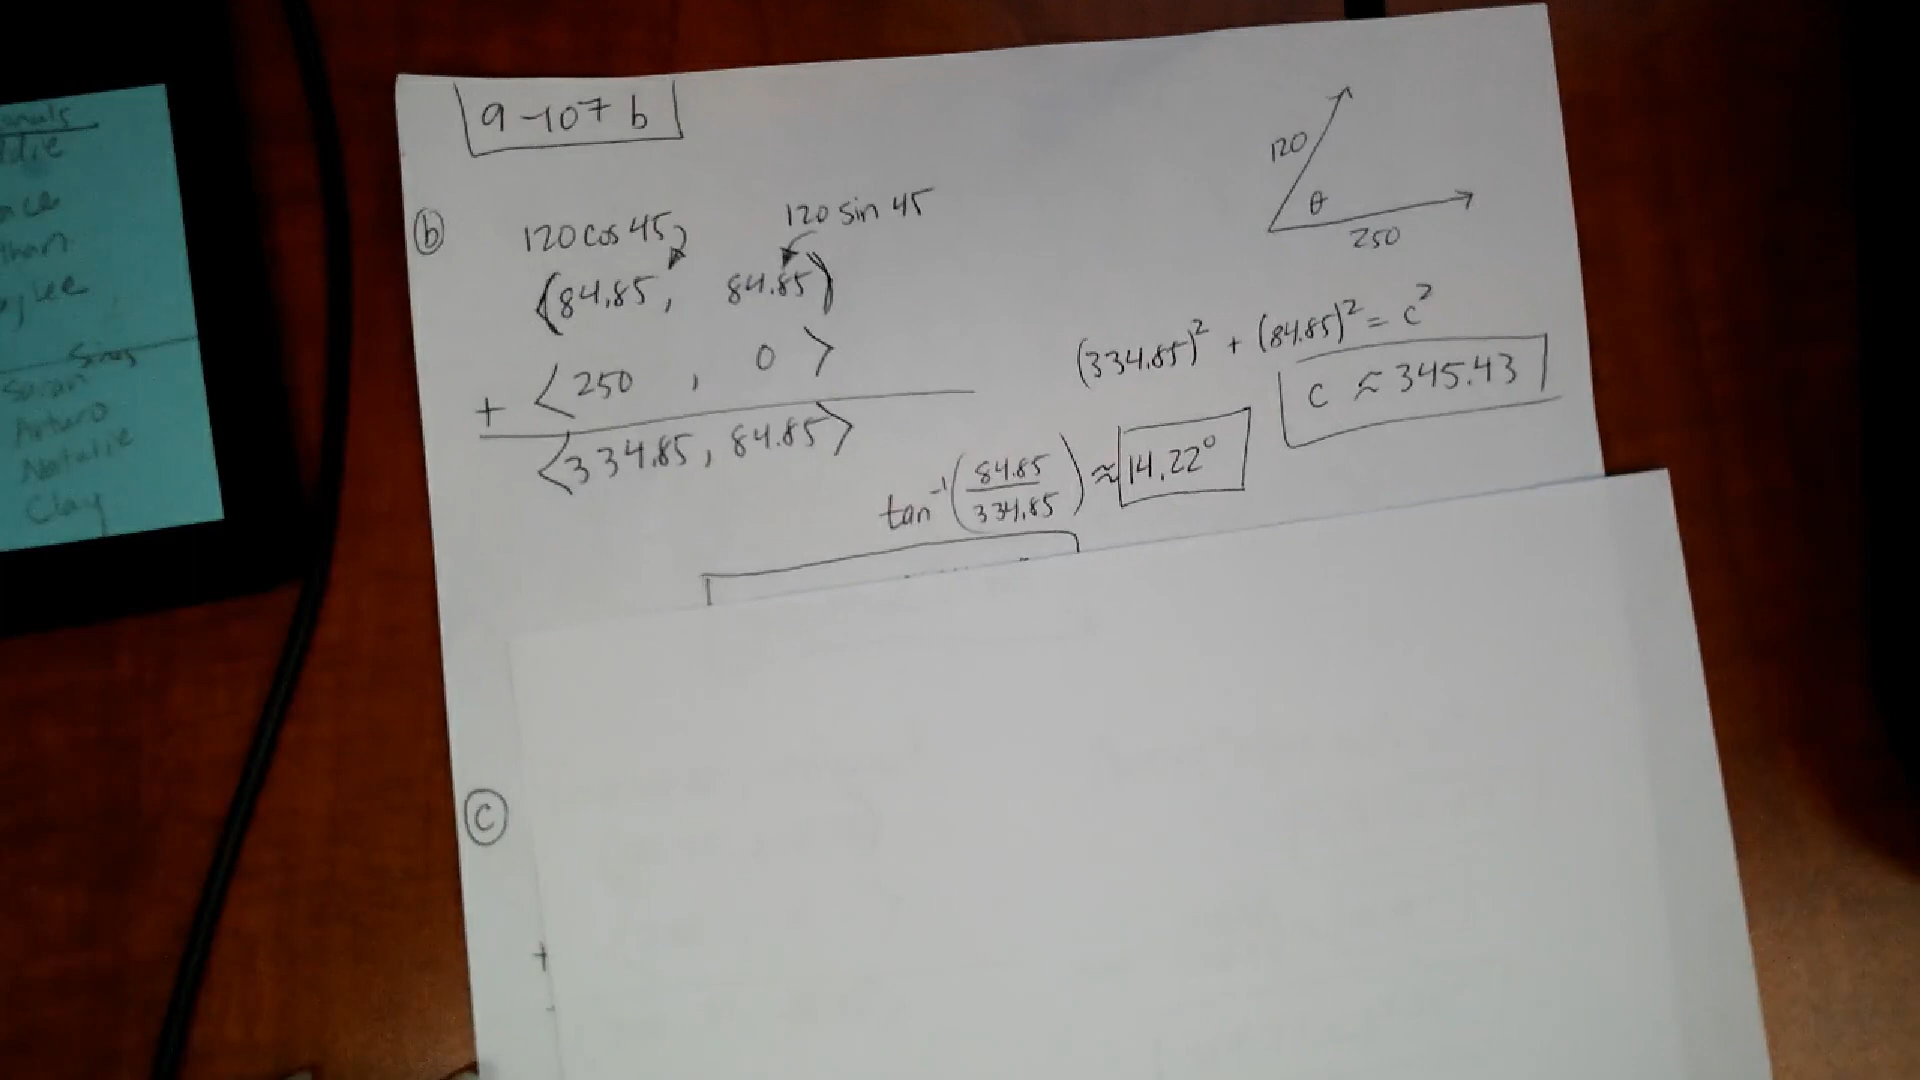 9-107 b
120
θ
250
b
120 cos 45
120 sin 45
(84.85, 84.85)
+ <250 , 0>
<334.85, 84.85>
(334.85)² + (84.85)² = c²
c ≈ 345.43
tan⁻¹(84.85/334.85) ≈ 14.22°
c
+
Sines
Arturo
Natalie
Clay